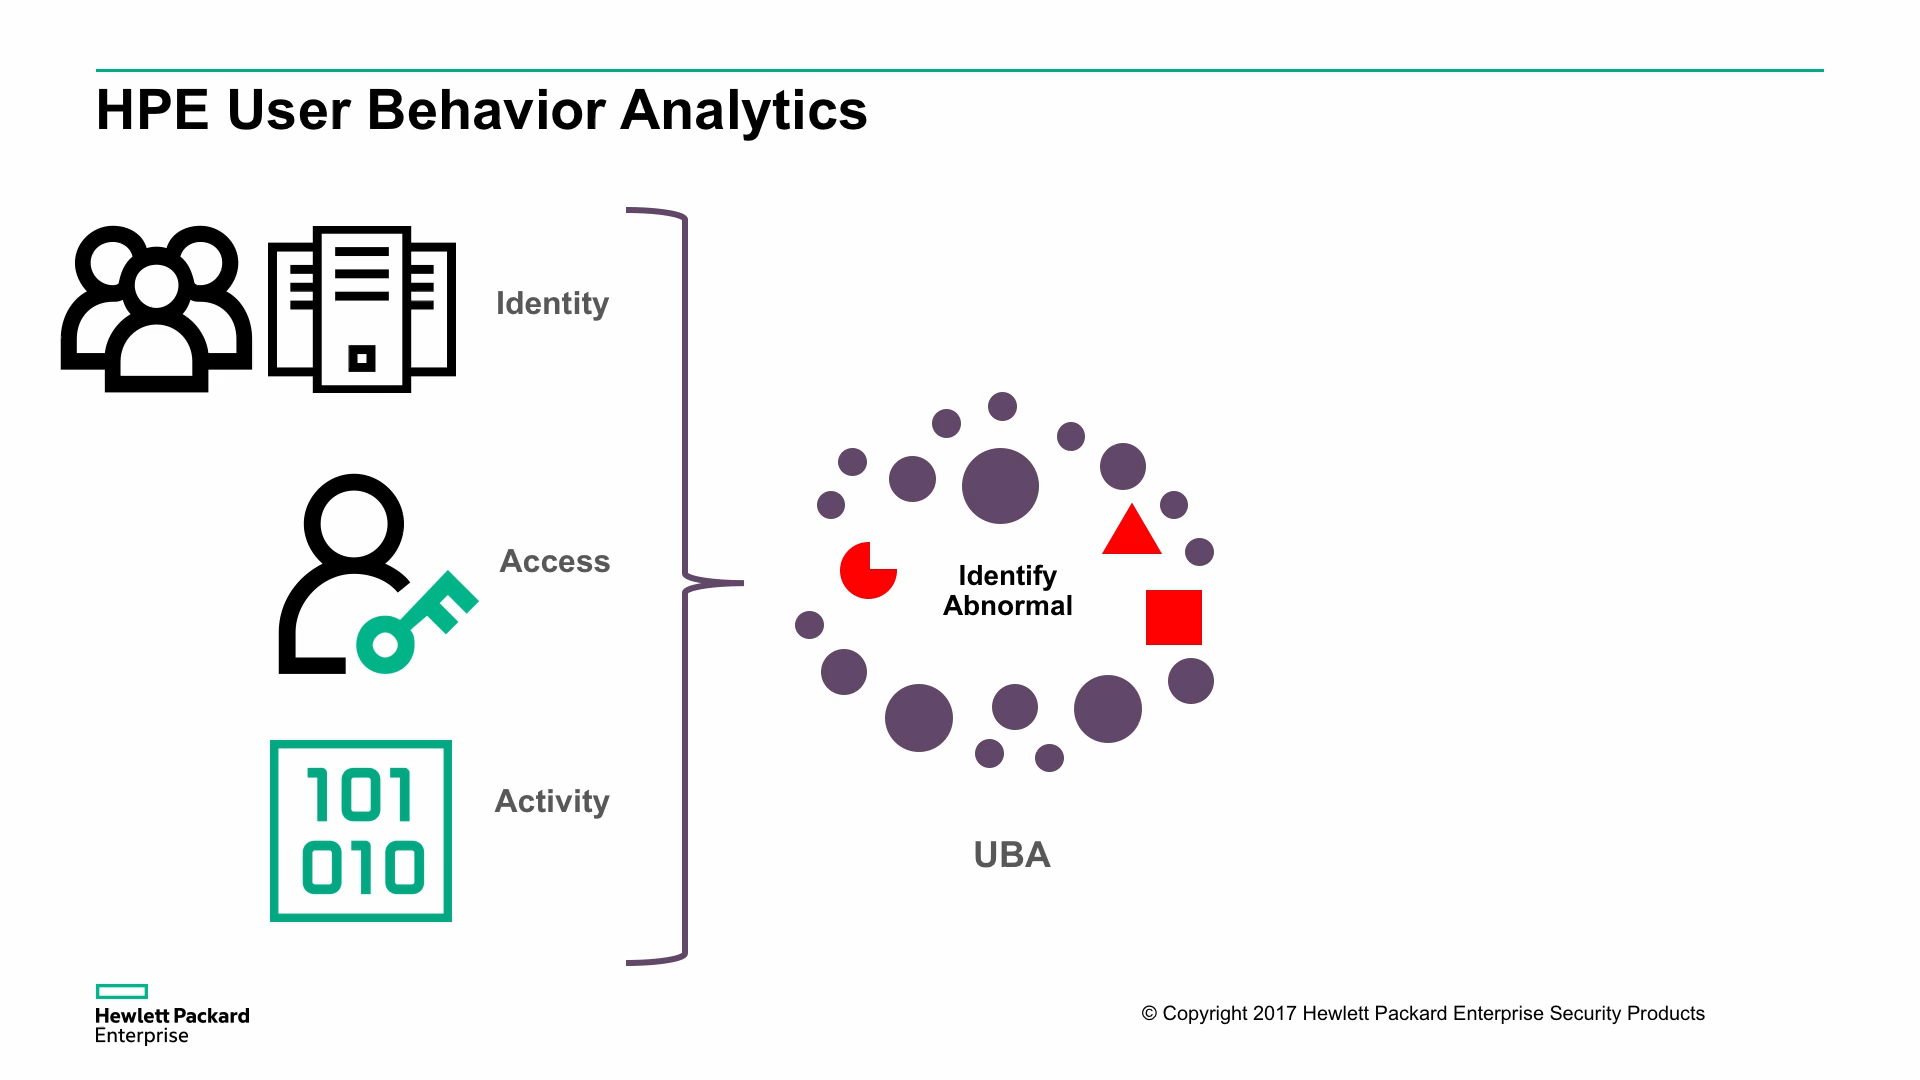 HPE User Behavior Analytics
Identity
Access
Activity
101
010
Identify
Abnormal
UBA
Hewlett Packard
Enterprise
© Copyright 2017 Hewlett Packard Enterprise Security Products